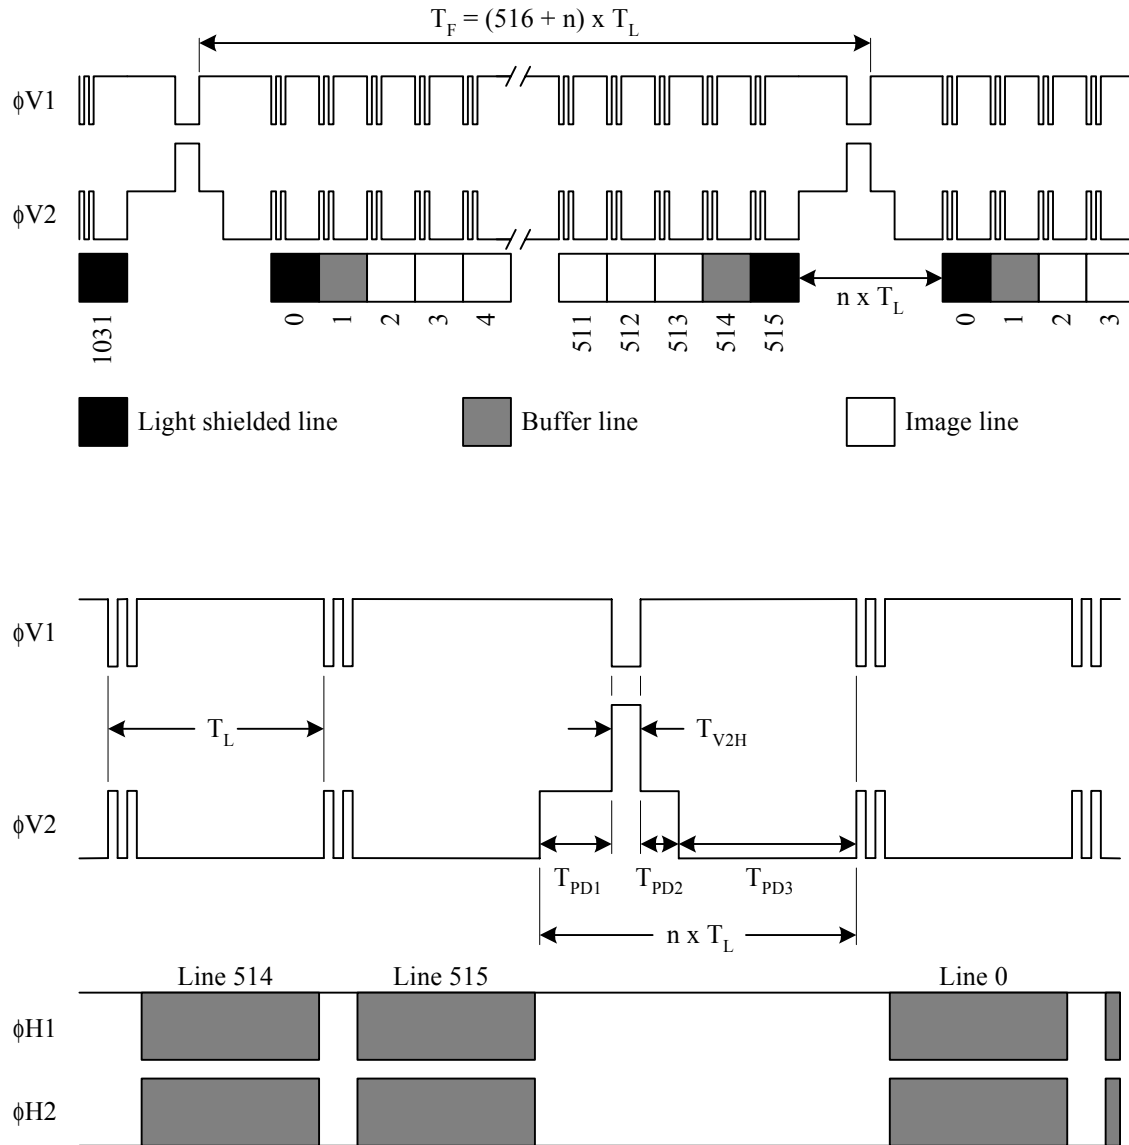 T_F = (516 + n) x T_L
ϕV1
ϕV2
n x T_L
1031 0 1 2 3 4 511 512 513 514 515 0 1 2 3
Light shielded line Buffer line Image line
ϕV1
T_L T_V2H
ϕV2
T_PD1 T_PD2 T_PD3
n x T_L
Line 514 Line 515 Line 0
ϕH1
ϕH2